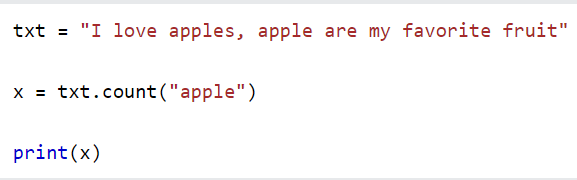 txt = "I love apples, apple are my favorite fruit"
x = txt.count("apple")
print(x)